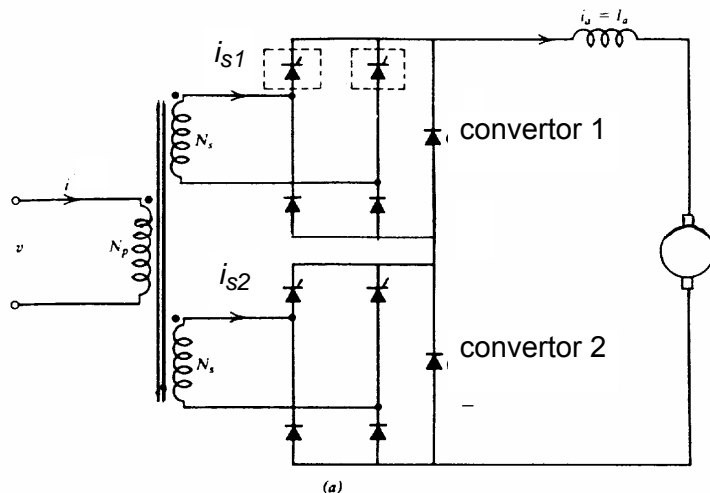 i_a = I_a
i_S1
convertor 1
N_s
i
v
N_p
i_S2
N_s
convertor 2
(a)